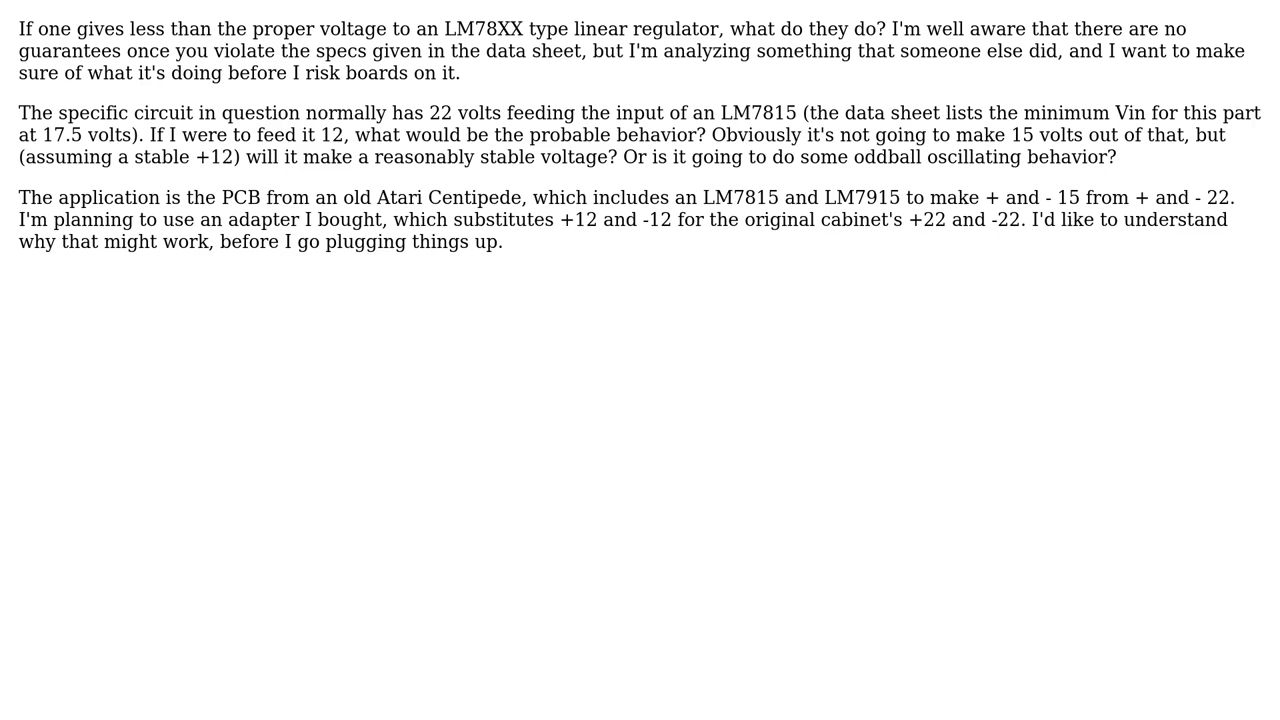 If one gives less than the proper voltage to an LM78XX type linear regulator, what do they do? I'm well aware that there are no
guarantees once you violate the specs given in the data sheet, but I'm analyzing something that someone else did, and I want to make
sure of what it's doing before I risk boards on it.
The specific circuit in question normally has 22 volts feeding the input of an LM7815 (the data sheet lists the minimum Vin for this part
at 17.5 volts). If I were to feed it 12, what would be the probable behavior? Obviously it's not going to make 15 volts out of that, but
(assuming a stable +12) will it make a reasonably stable voltage? Or is it going to do some oddball oscillating behavior?
The application is the PCB from an old Atari Centipede, which includes an LM7815 and LM7915 to make + and - 15 from + and - 22.
I'm planning to use an adapter I bought, which substitutes +12 and -12 for the original cabinet's +22 and -22. I'd like to understand
why that might work, before I go plugging things up.